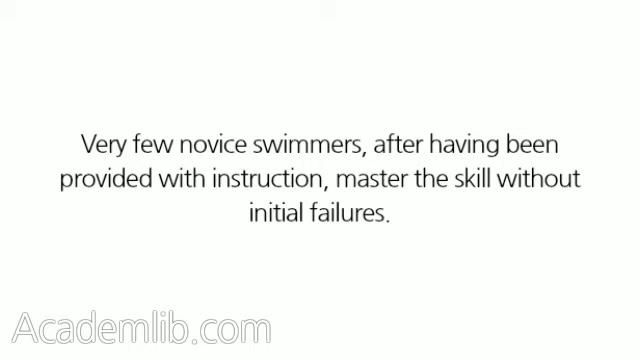 Very few novice swimmers, after having been
provided with instruction, master the skill without
initial failures.
Academlib.com